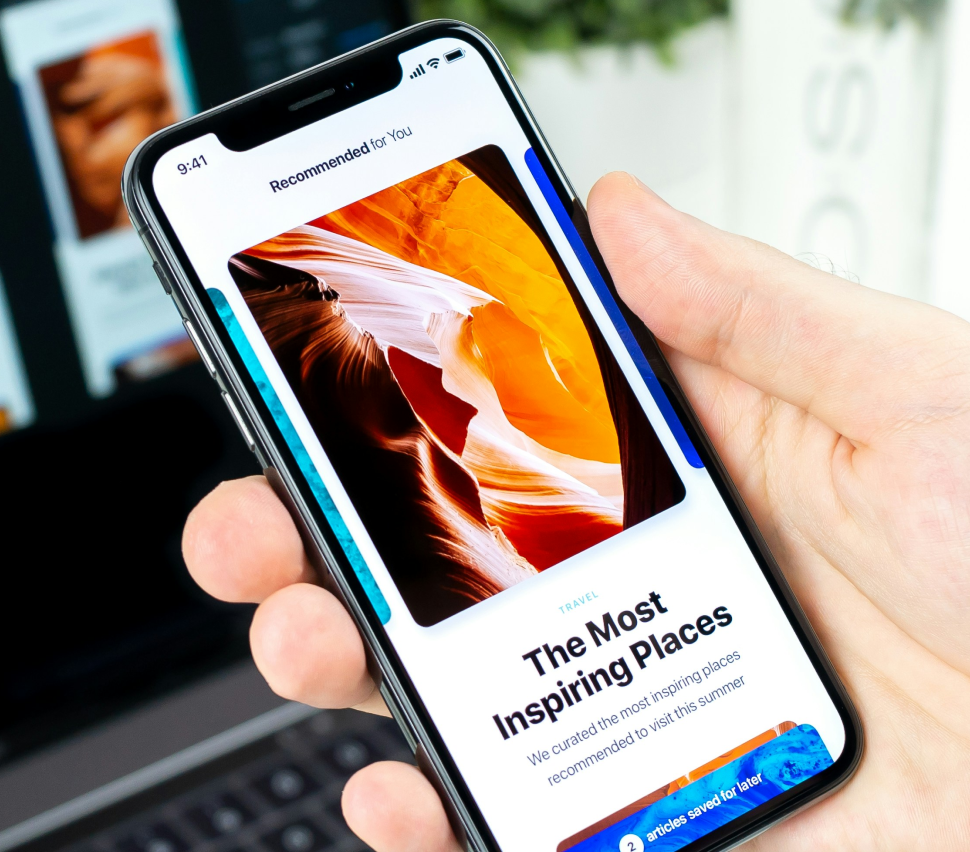 9:41
Recommended for You
TRAVEL
The Most
Inspiring Places
We curated the most inspiring places
recommended to visit this summer
2 articles saved for later